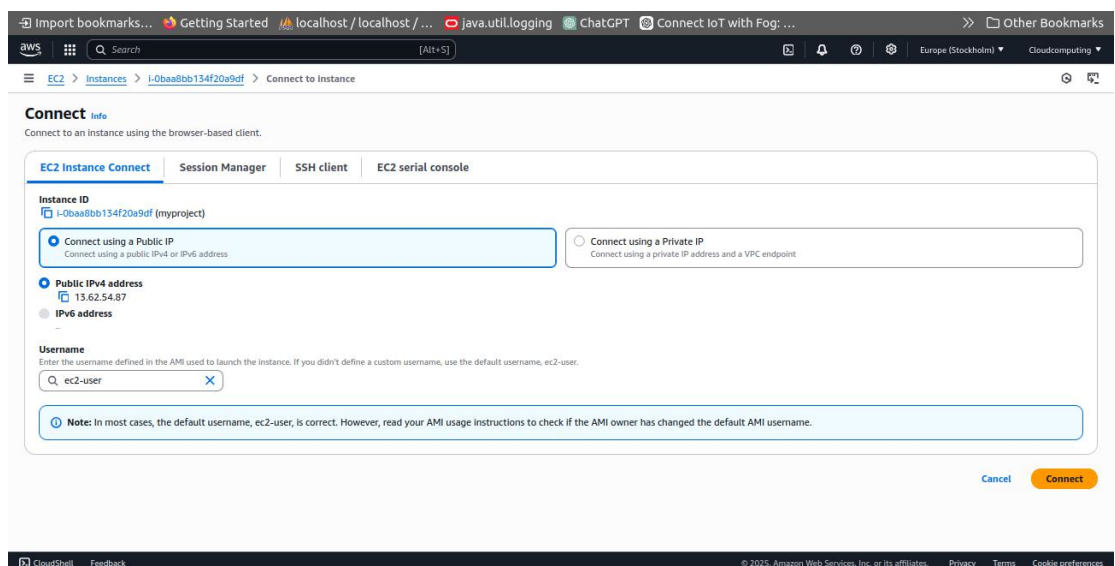 Import bookmarks... Getting Started localhost / localhost / ... java.util.logging ChatGPT Connect IoT with Fog: ... Other Bookmarks
aws Search [Alt+S] Europe (Stockholm) Cloudcomputing
EC2 > Instances > i-0baa8bb134f20a9df > Connect to instance
Connect Info
Connect to an instance using the browser-based client.
EC2 Instance Connect Session Manager SSH client EC2 serial console
Instance ID
i-0baa8bb134f20a9df (myproject)
Connect using a Public IP
Connect using a public IPv4 or IPv6 address
Connect using a Private IP
Connect using a private IP address and a VPC endpoint
Public IPv4 address
13.62.54.87
IPv6 address
–
Username
Enter the username defined in the AMI used to launch the instance. If you didn't define a custom username, use the default username, ec2-user.
ec2-user
Note: In most cases, the default username, ec2-user, is correct. However, read your AMI usage instructions to check if the AMI owner has changed the default AMI username.
Cancel Connect
CloudShell Feedback © 2025, Amazon Web Services, Inc. or its affiliates. Privacy Terms Cookie preferences